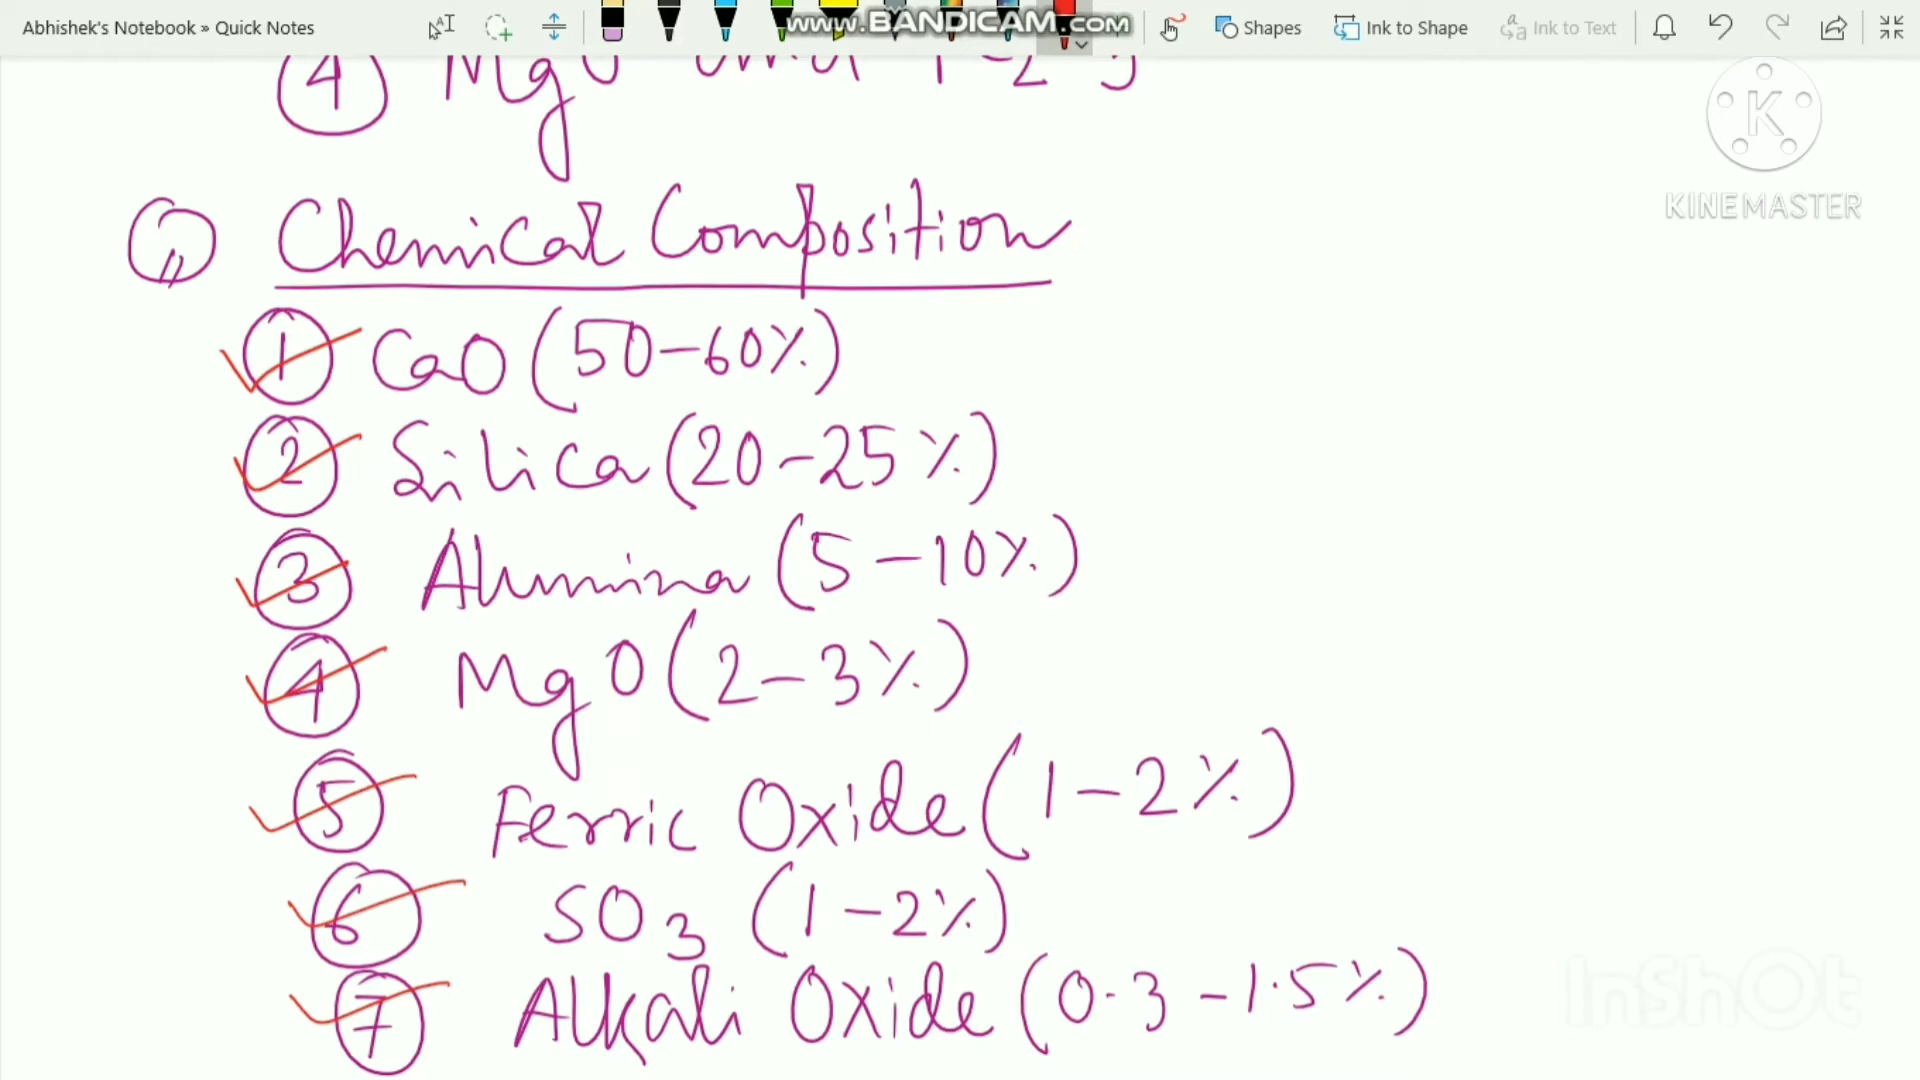 Abhishek's Notebook » Quick Notes
www.BANDICAM.com
Shapes
Ink to Shape
Ink to Text
4 MgO
K
KINEMASTER
Q,, Chemical Composition
1 CaO (50-60%)
2 Silica (20-25%)
3 Alumina (5-10%)
4 MgO (2-3%)
5 Ferric Oxide (1-2%)
6 SO3 (1-2%)
7 Alkali Oxide (0.3-1.5%)
InShOt